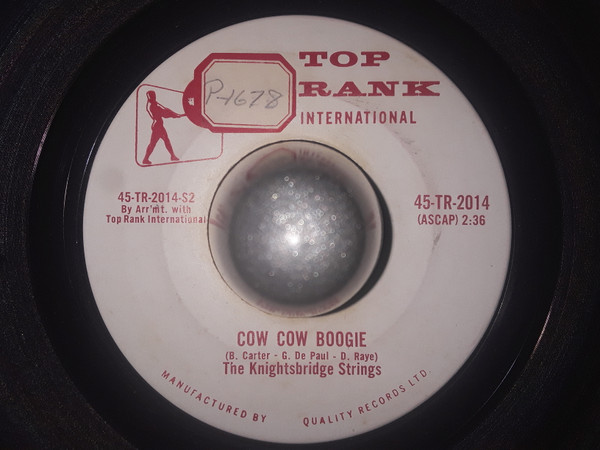 TOP
RANK
INTERNATIONAL
P-1678
45-TR-2014-S2
By Arr'mt. with
Top Rank International
45-TR-2014
(ASCAP) 2:36
COW COW BOOGIE
(B. Carter - G. De Paul - D. Raye)
The Knightsbridge Strings
MANUFACTURED BY QUALITY RECORDS LTD.